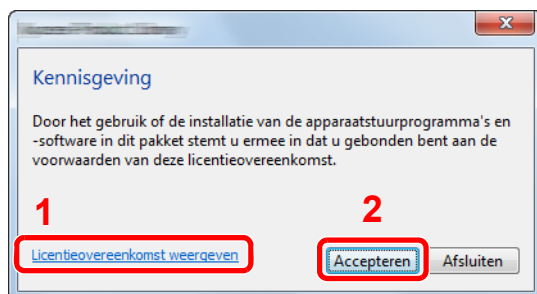 Kennisgeving
Door het gebruik of de installatie van de apparaatstuurprogramma's en
-software in dit pakket stemt u ermee in dat u gebonden bent aan de
voorwaarden van deze licentieovereenkomst.
1
2
Licentieovereenkomst weergeven
Accepteren Afsluiten